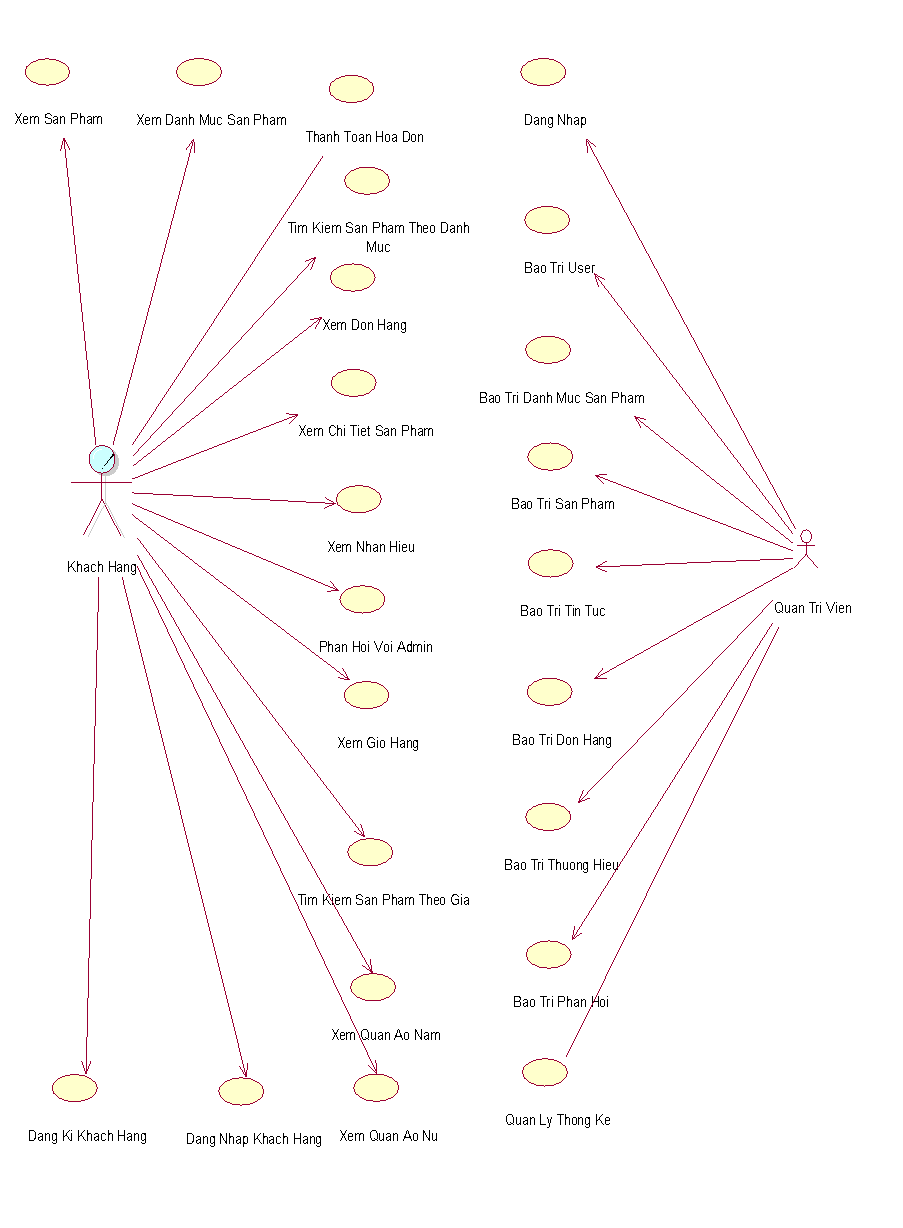 Xem San Pham
Xem Danh Muc San Pham
Thanh Toan Hoa Don
Tim Kiem San Pham Theo Danh
Muc
Xem Don Hang
Xem Chi Tiet San Pham
Xem Nhan Hieu
Khach Hang
Phan Hoi Voi Admin
Xem Gio Hang
Tim Kiem San Pham Theo Gia
Xem Quan Ao Nam
Dang Ki Khach Hang
Dang Nhap Khach Hang
Xem Quan Ao Nu
Dang Nhap
Bao Tri User
Bao Tri Danh Muc San Pham
Bao Tri San Pham
Bao Tri Tin Tuc
Quan Tri Vien
Bao Tri Don Hang
Bao Tri Thuong Hieu
Bao Tri Phan Hoi
Quan Ly Thong Ke